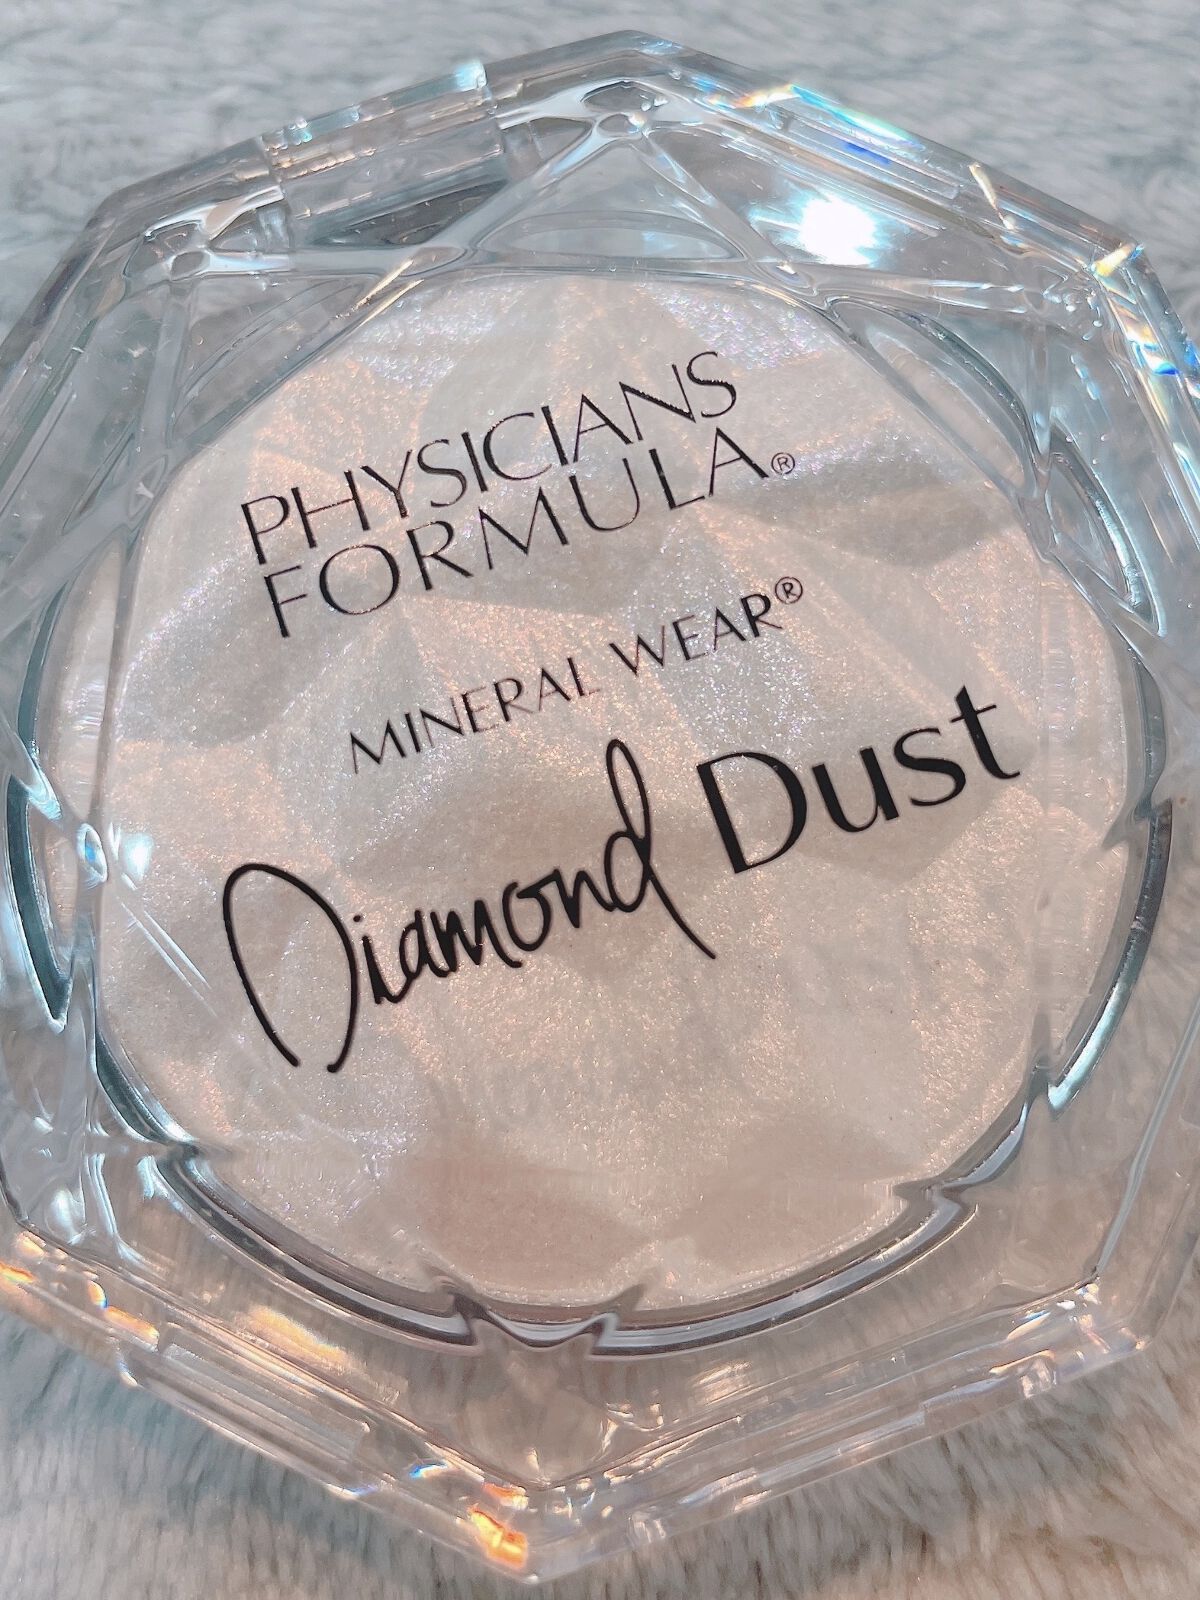 PHYSICIANS
FORMULA®
MINERAL WEAR®
Diamond Dust